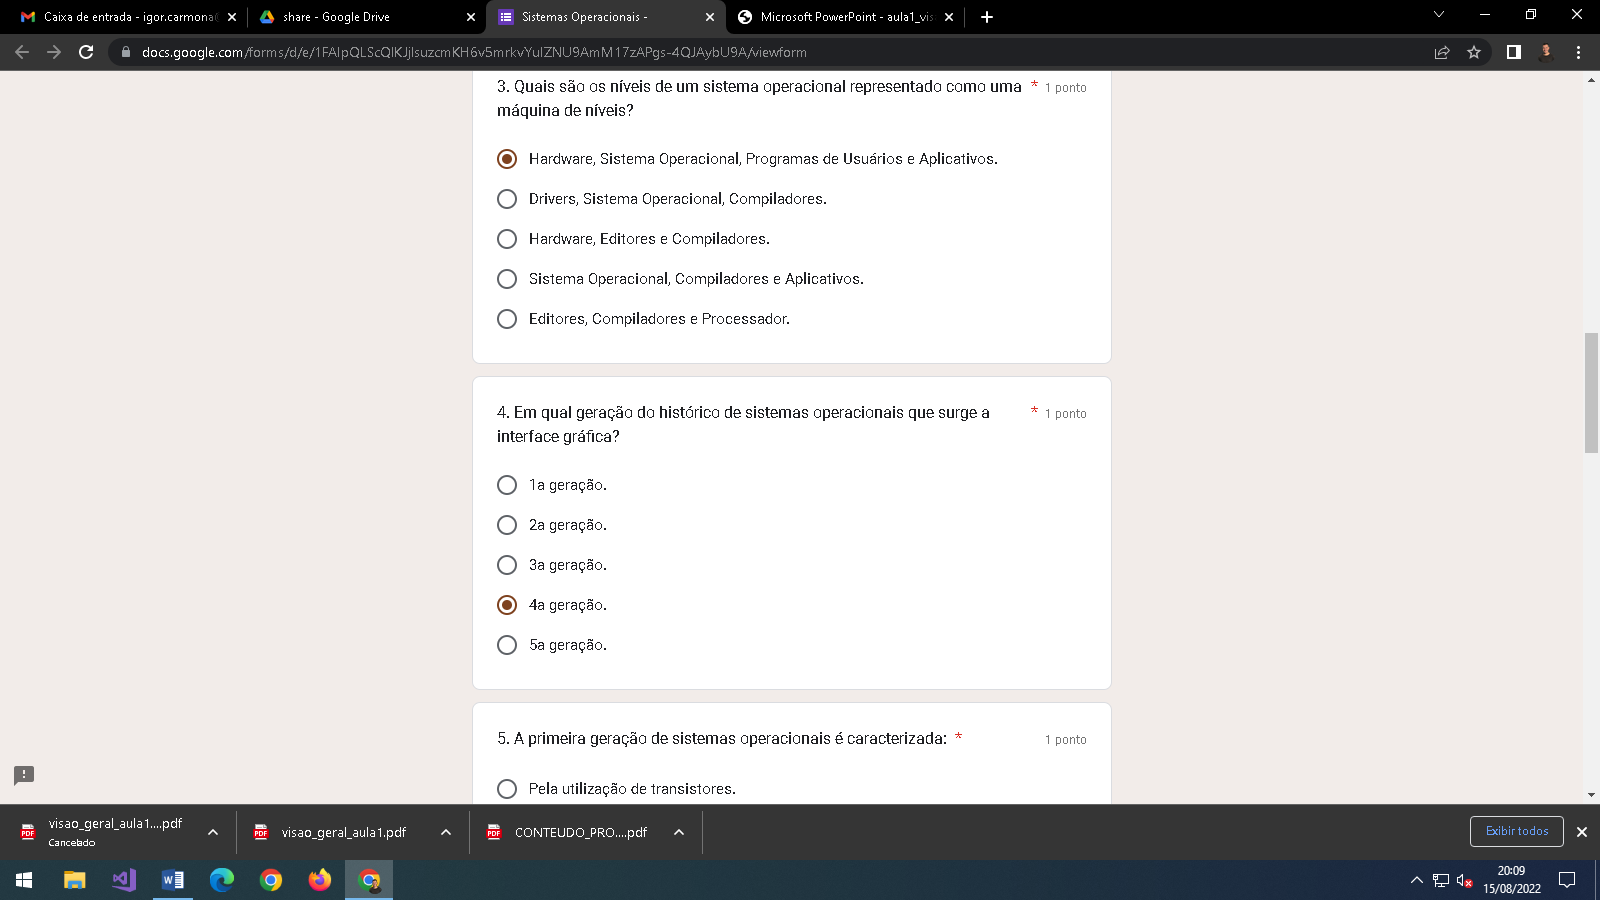 Caixa de entrada - igor.carmona@
share - Google Drive
Sistemas Operacionais -
Microsoft PowerPoint - aula1_vis
docs.google.com/forms/d/e/1FAIpQLScQlKJjlsuzcmKH6v5mrkvYulZNU9AmM17zAPgs-4QJAybU9A/viewform
3. Quais são os níveis de um sistema operacional representado como uma * 1 ponto
máquina de níveis?
Hardware, Sistema Operacional, Programas de Usuários e Aplicativos.
Drivers, Sistema Operacional, Compiladores.
Hardware, Editores e Compiladores.
Sistema Operacional, Compiladores e Aplicativos.
Editores, Compiladores e Processador.
4. Em qual geração do histórico de sistemas operacionais que surge a * 1 ponto
interface gráfica?
1a geração.
2a geração.
3a geração.
4a geração.
5a geração.
5. A primeira geração de sistemas operacionais é caracterizada: * 1 ponto
Pela utilização de transistores.
visao_geral_aula1....pdf
Cancelado
visao_geral_aula1.pdf
CONTEUDO_PRO....pdf
Exibir todos
20:09
15/08/2022